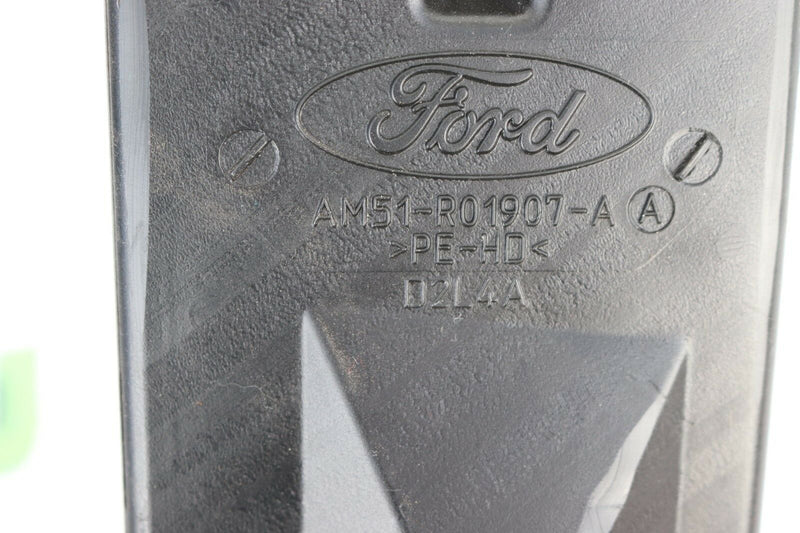 Ford
AM51-R01907-A A
>PE-HD<
D2L4A